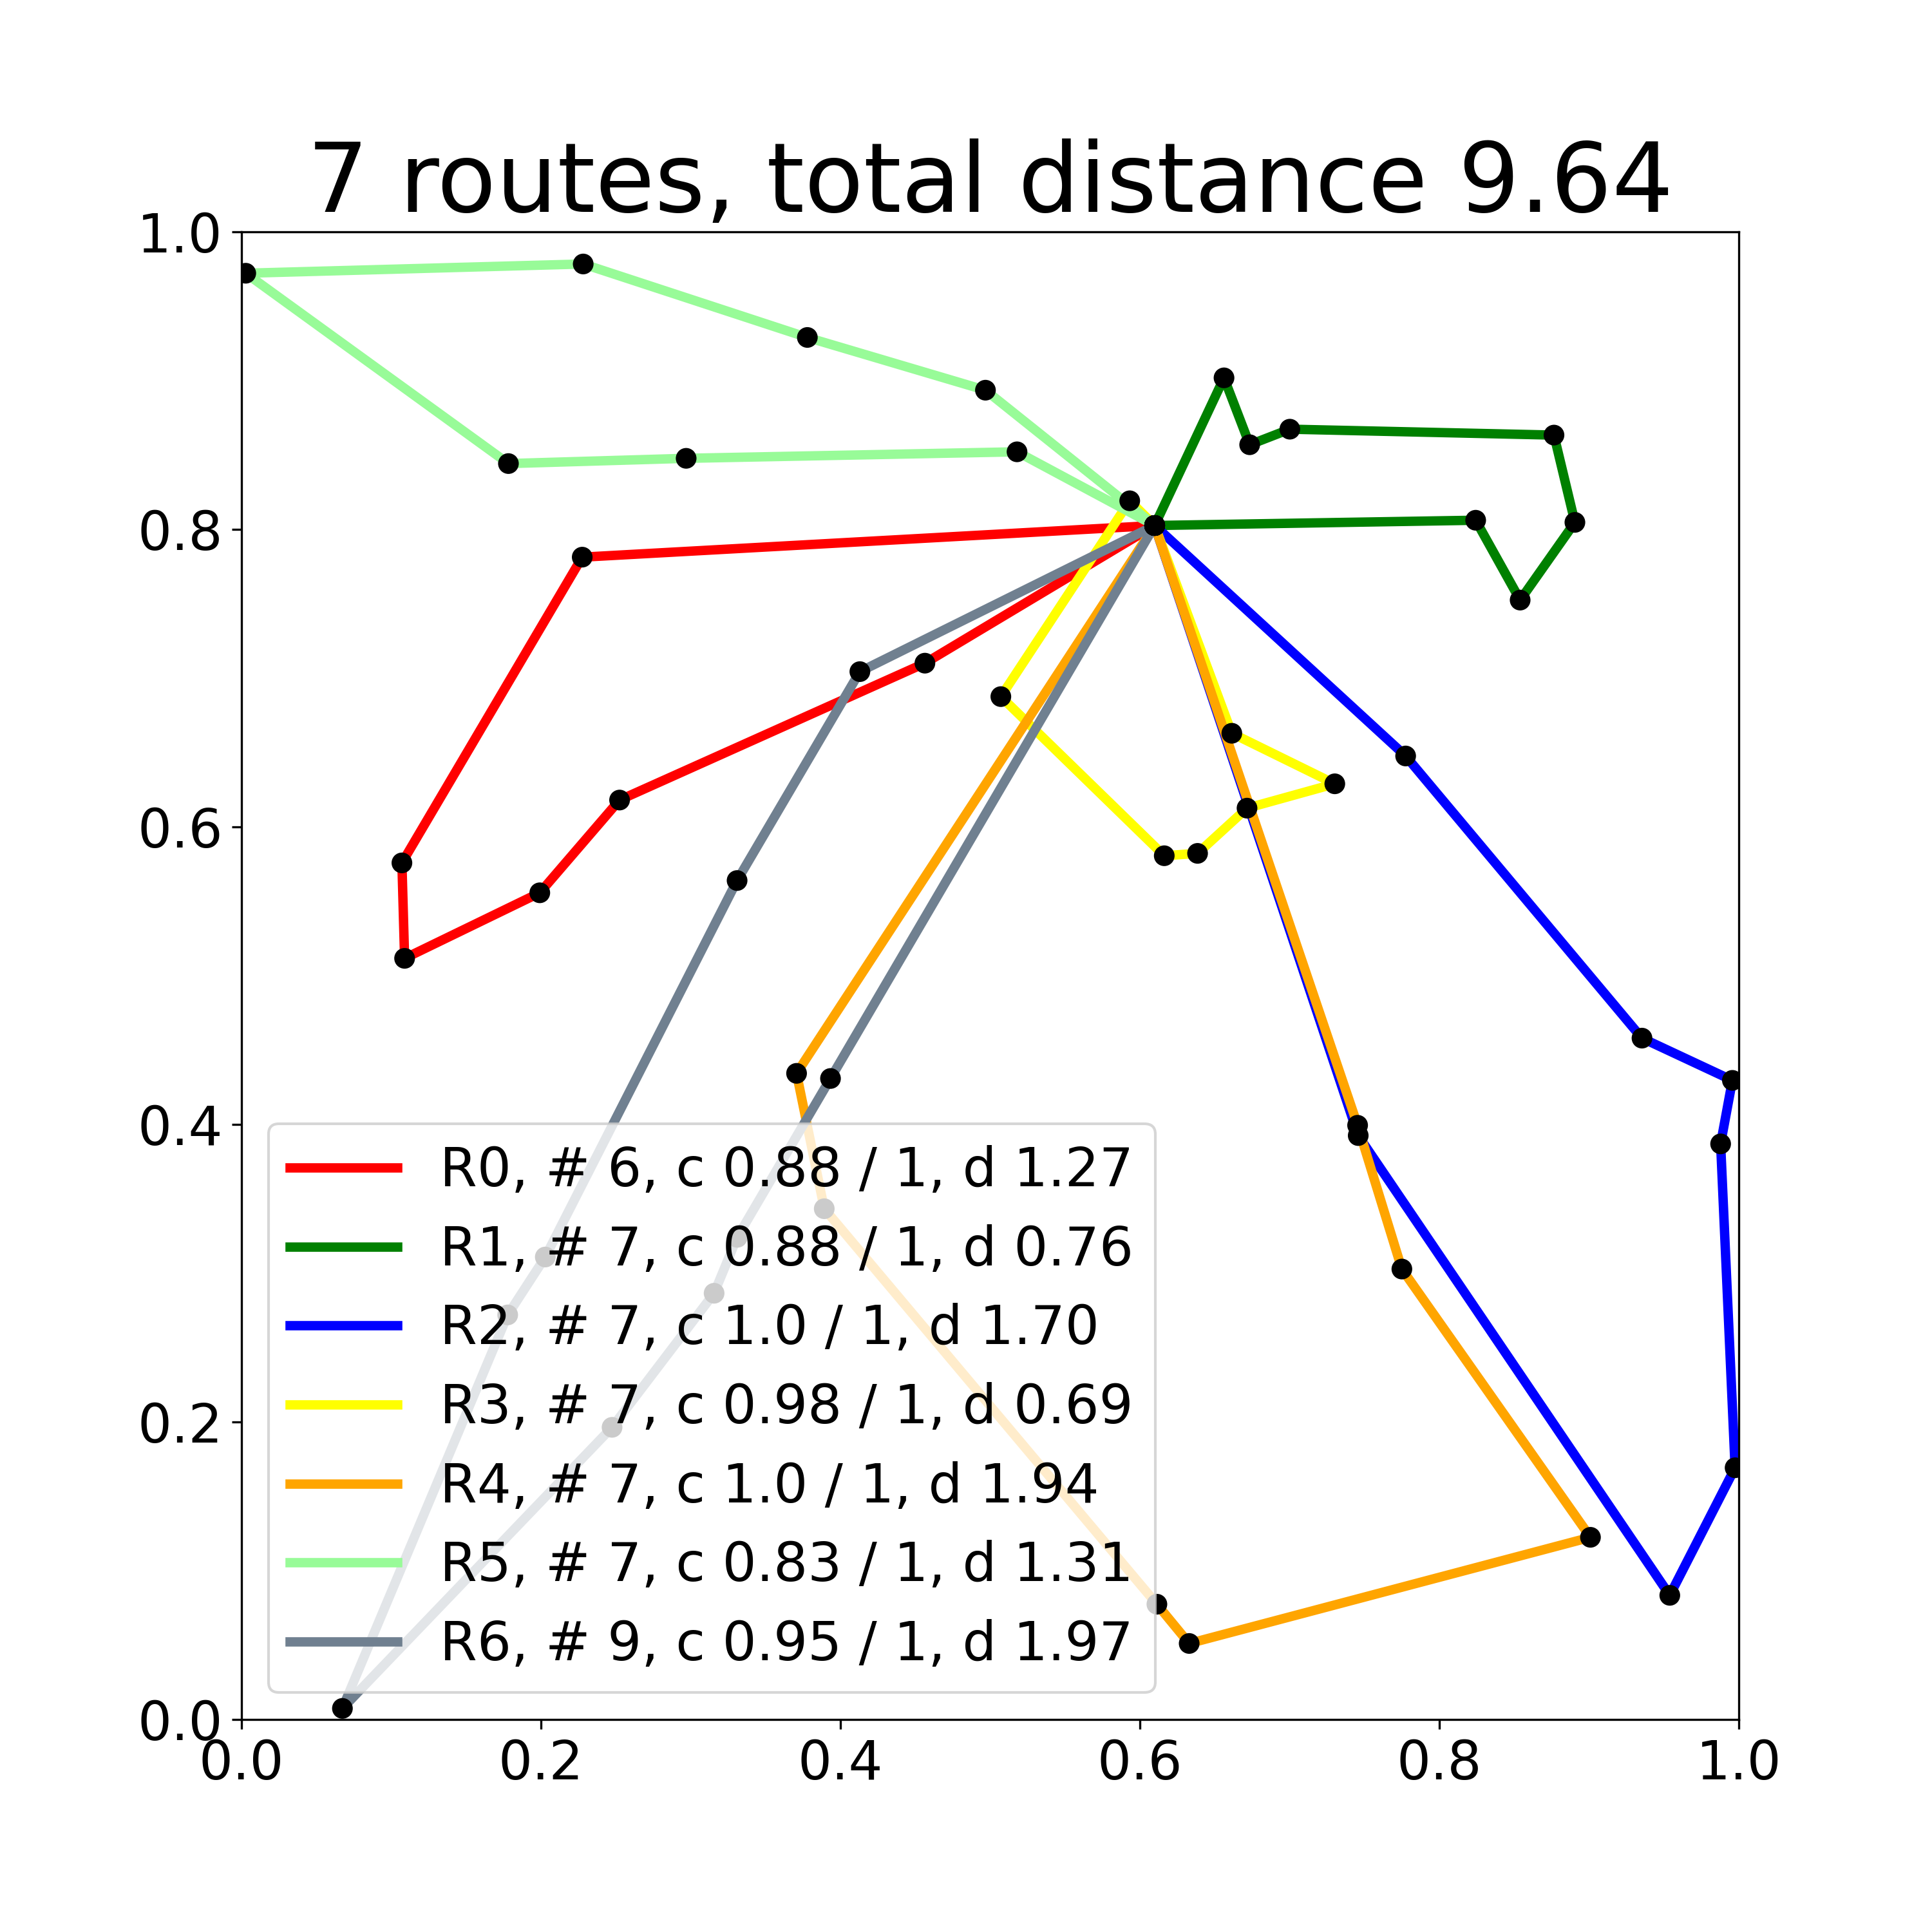 7 routes, total distance 9.64
1.0
0.8
0.6
0.4
0.2
0.0
R0, # 6, c 0.88 / 1, d 1.27
R1, # 7, c 0.88 / 1, d 0.76
R2, # 7, c 1.0 / 1, d 1.70
R3, # 7, c 0.98 / 1, d 0.69
R4, # 7, c 1.0 / 1, d 1.94
R5, # 7, c 0.83 / 1, d 1.31
R6, # 9, c 0.95 / 1, d 1.97
0.0 0.2 0.4 0.6 0.8 1.0